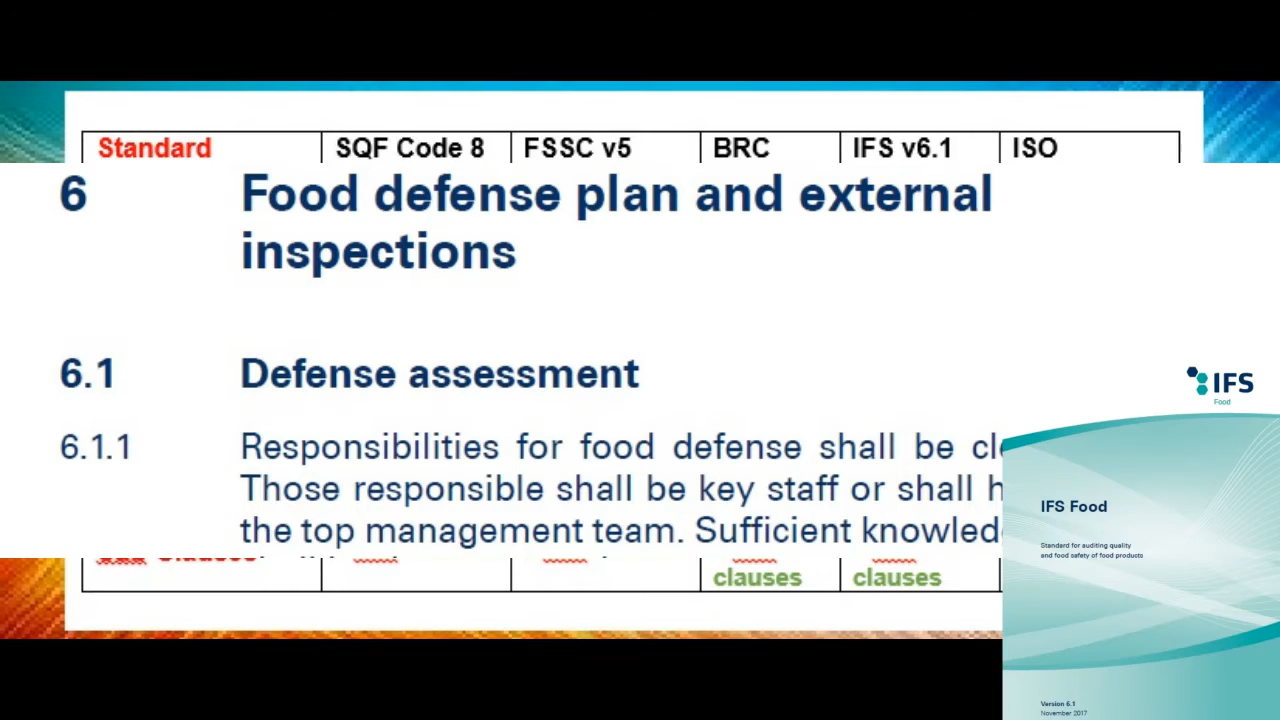 Standard SQF Code 8 FSSC v5 BRC IFS v6.1 ISO
6 Food defense plan and external
inspections
6.1 Defense assessment
6.1.1 Responsibilities for food defense shall be
Those responsible shall be key staff or shall
the top management team. Sufficient
clauses clauses
IFS
Food
IFS Food
Standard for auditing quality
and food safety of food products
Version 6.1
November 2017